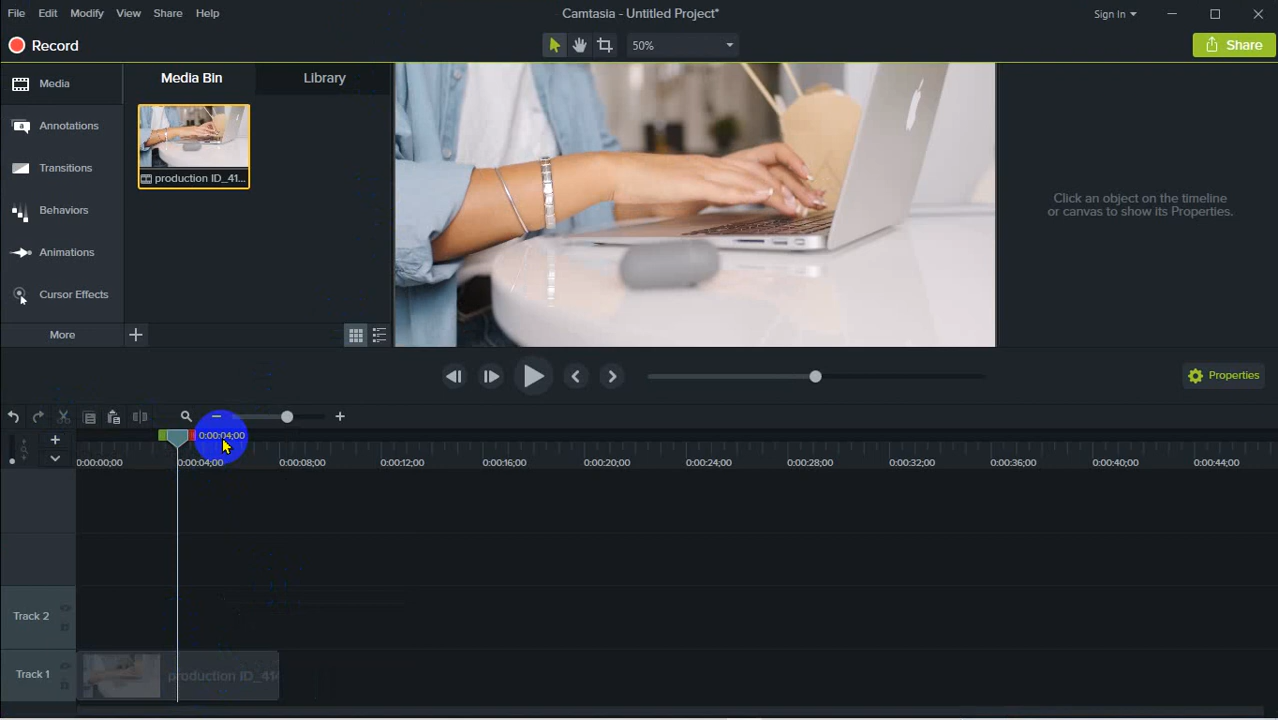 File Edit Modify View Share Help
Camtasia - Untitled Project*
Sign In
Record
50%
Share
Media
Media Bin
Library
Annotations
Transitions
production ID_41...
Behaviors
Animations
Cursor Effects
More
Click an object on the timeline
or canvas to show its Properties.
Properties
0:00:04;00
0:00:00;00 0:00:04;00 0:00:08;00 0:00:12;00 0:00:16;00 0:00:20;00 0:00:24;00 0:00:28;00 0:00:32;00 0:00:36;00 0:00:40;00 0:00:44;00
Track 2
Track 1
production ID_41